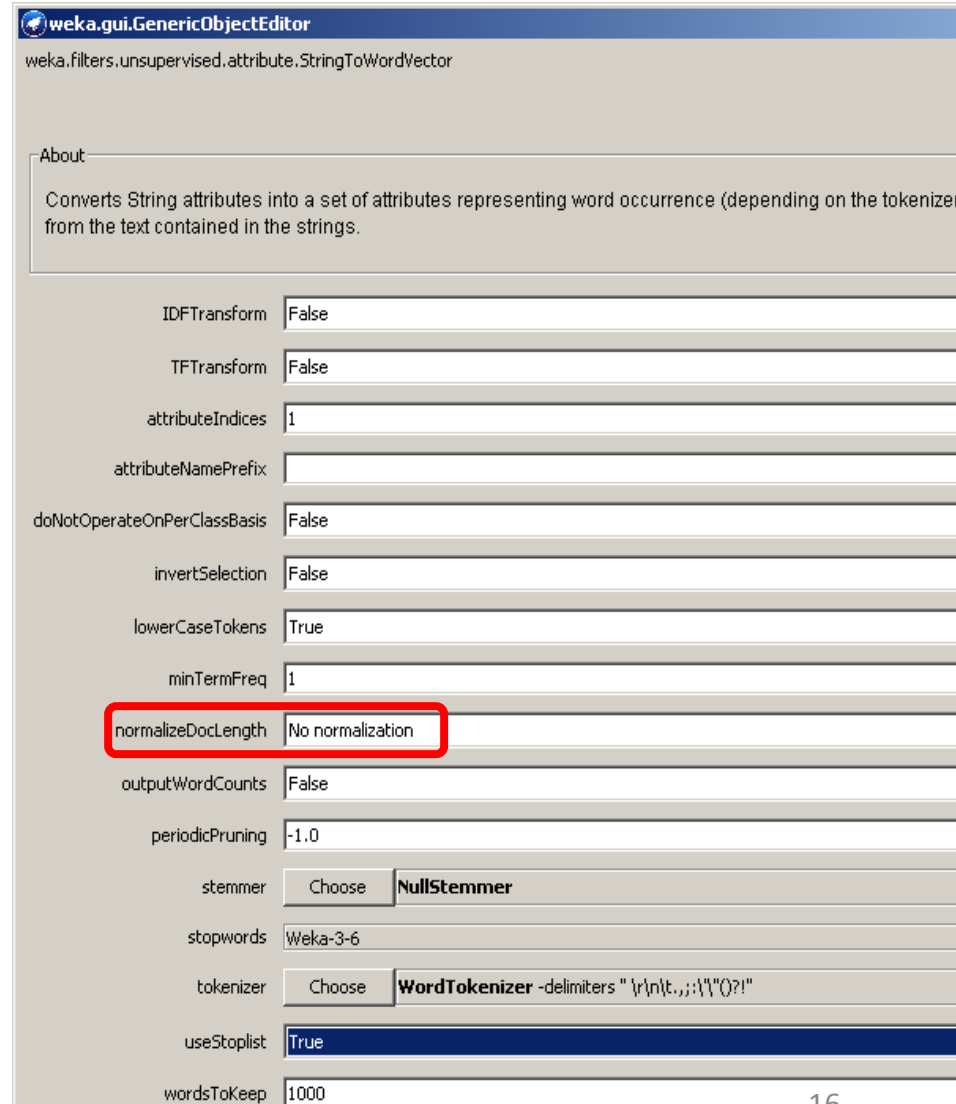 weka.gui.GenericObjectEditor
weka.filters.unsupervised.attribute.StringToWordVector
About
Converts String attributes into a set of attributes representing word occurrence (depending on the tokenizer
from the text contained in the strings.
IDFTransform False
TFTransform False
attributeIndices 1
attributeNamePrefix
doNotOperateOnPerClassBasis False
invertSelection False
lowerCaseTokens True
minTermFreq 1
normalizeDocLength No normalization
outputWordCounts False
periodicPruning -1.0
stemmer Choose NullStemmer
stopwords Weka-3-6
tokenizer Choose WordTokenizer -delimiters " \r\n\t.,;:\'\"()?!"
useStoplist True
wordsToKeep 1000
16